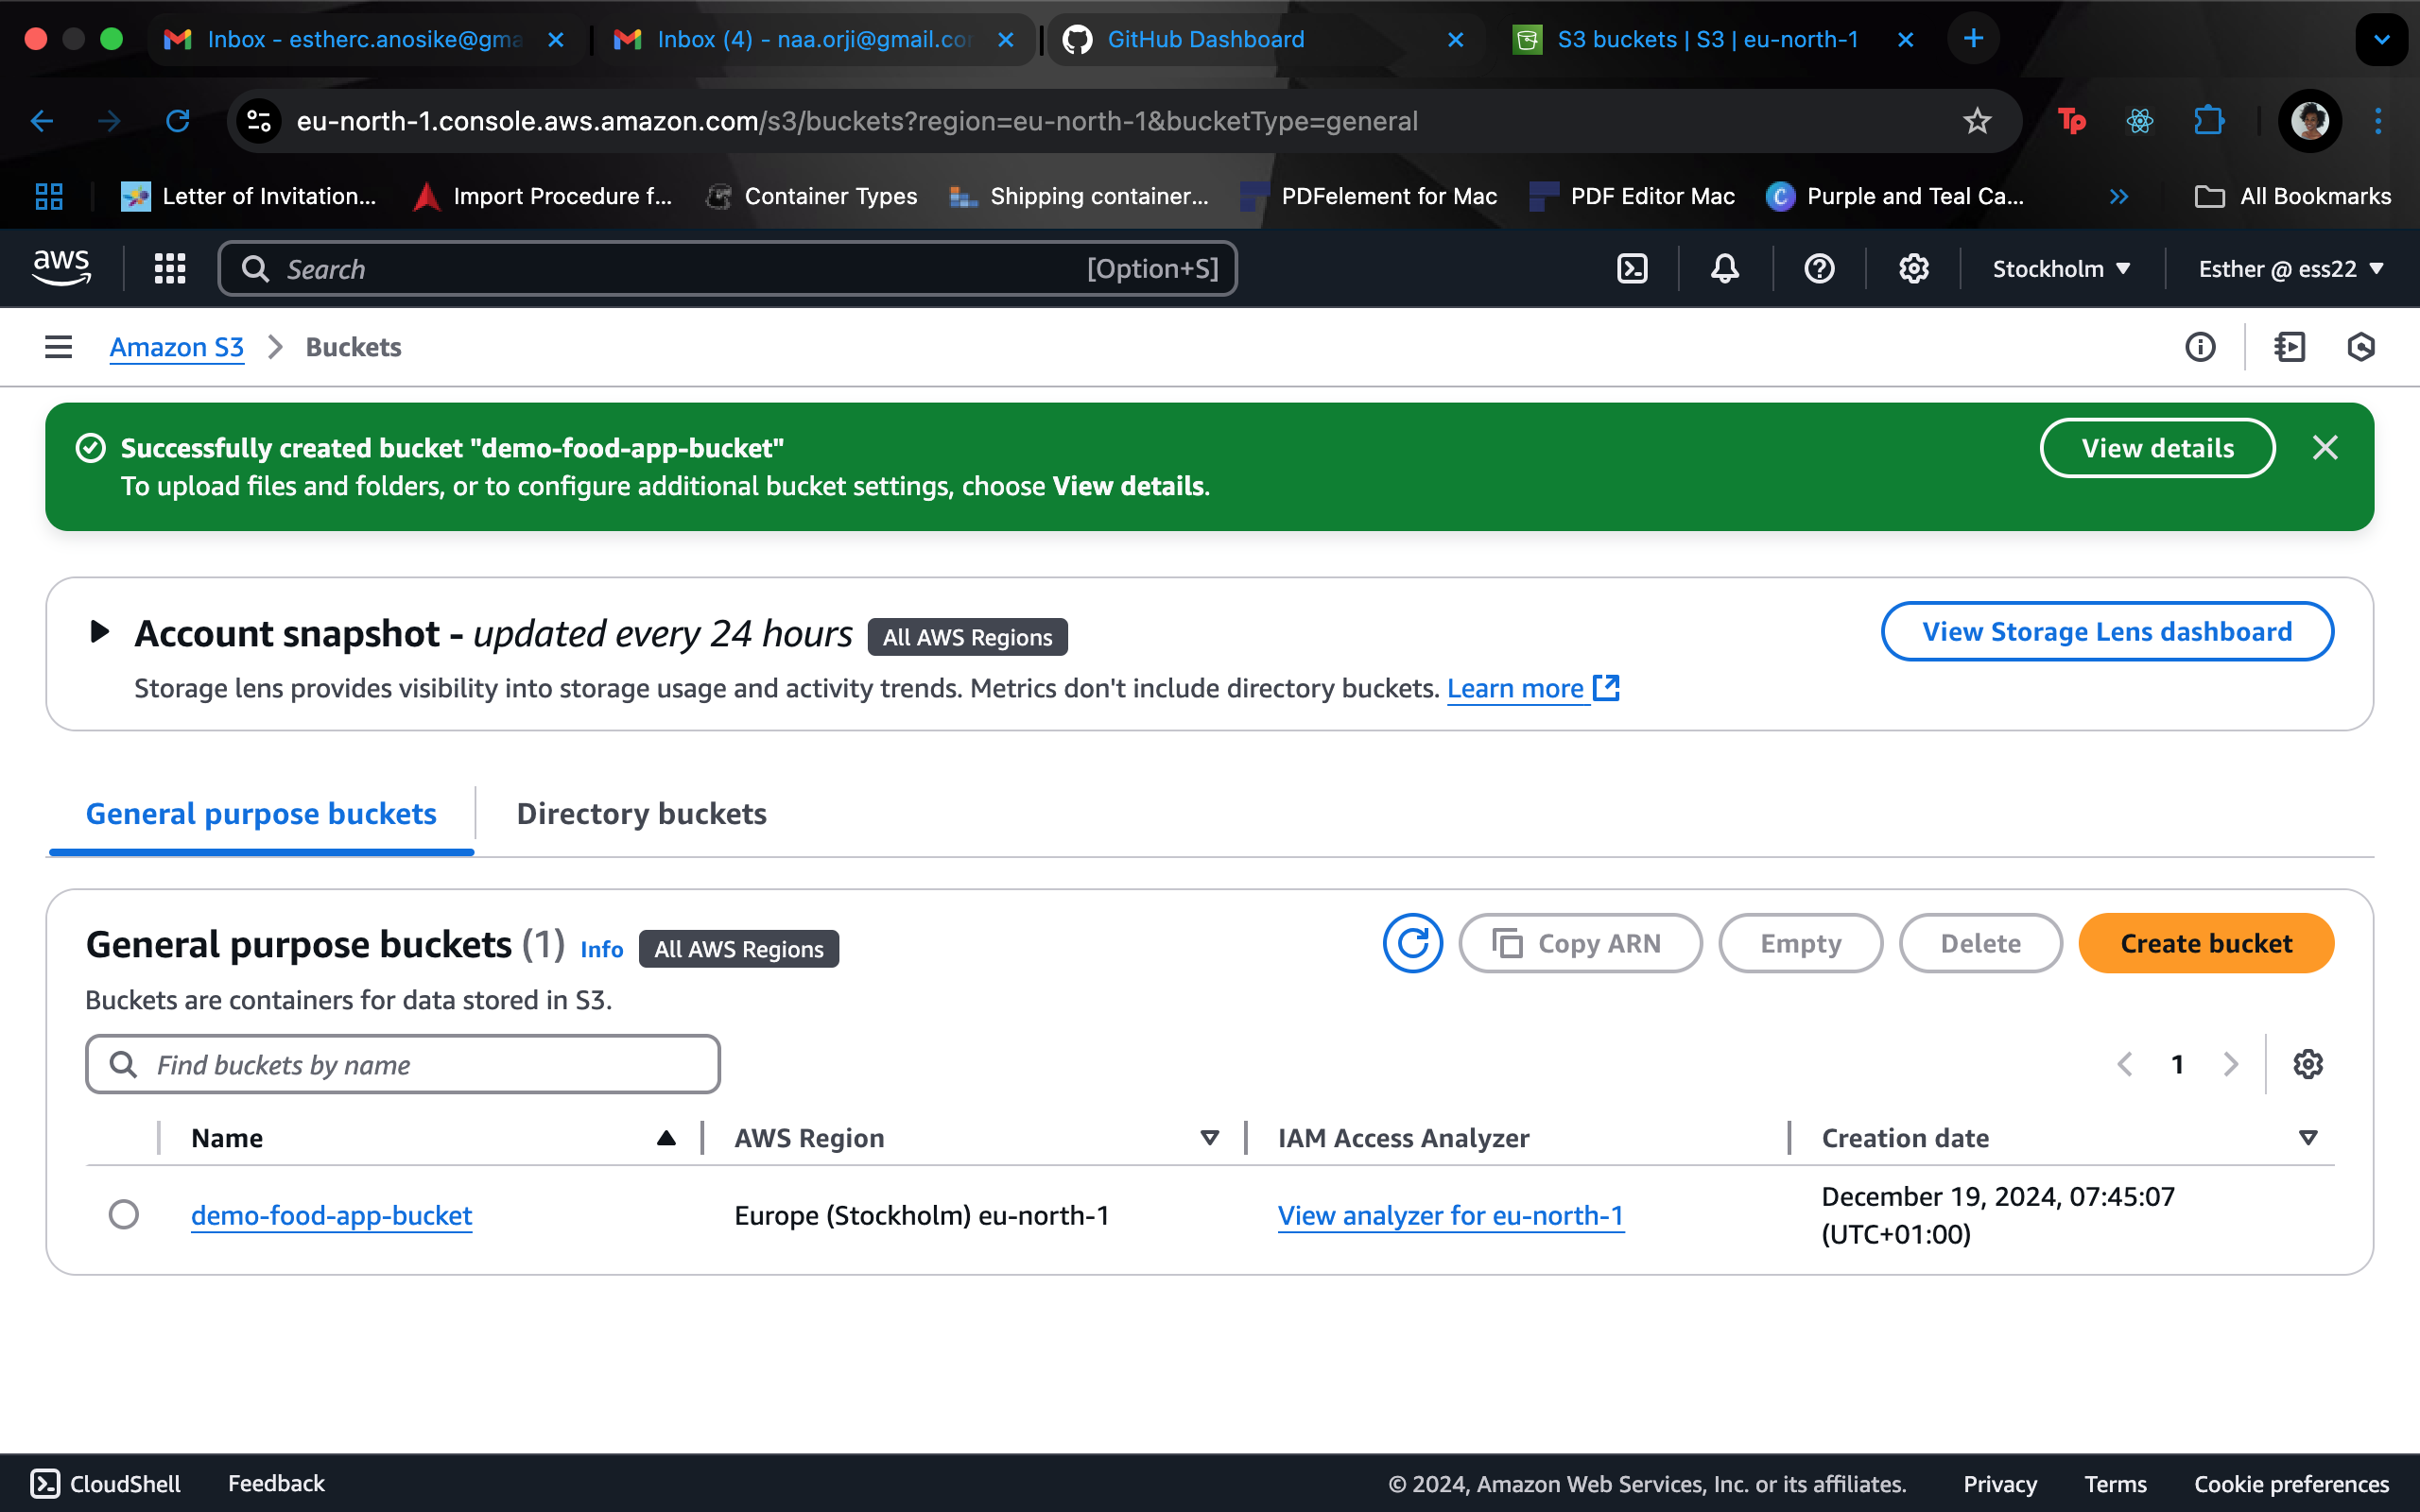 Inbox - estherc.anosike@gma
Inbox (4) - naa.orji@gmail.cor
GitHub Dashboard
S3 buckets | S3 | eu-north-1
eu-north-1.console.aws.amazon.com/s3/buckets?region=eu-north-1&bucketType=general
Tp
Letter of Invitation...
Import Procedure f...
Container Types
Shipping container...
PDFelement for Mac
PDF Editor Mac
C
Purple and Teal Ca...
All Bookmarks
aws
Search
[Option+S]
Stockholm
Esther @ ess22
Amazon S3
Buckets
Successfully created bucket "demo-food-app-bucket"
To upload files and folders, or to configure additional bucket settings, choose View details.
View details
Account snapshot - updated every 24 hours
All AWS Regions
View Storage Lens dashboard
Storage lens provides visibility into storage usage and activity trends. Metrics don't include directory buckets. Learn more
General purpose buckets
Directory buckets
General purpose buckets (1)
Info
All AWS Regions
Copy ARN
Empty
Delete
Create bucket
Buckets are containers for data stored in S3.
Find buckets by name
1
Name
AWS Region
IAM Access Analyzer
Creation date
demo-food-app-bucket
Europe (Stockholm) eu-north-1
View analyzer for eu-north-1
December 19, 2024, 07:45:07
(UTC+01:00)
CloudShell
Feedback
© 2024, Amazon Web Services, Inc. or its affiliates.
Privacy
Terms
Cookie preferences